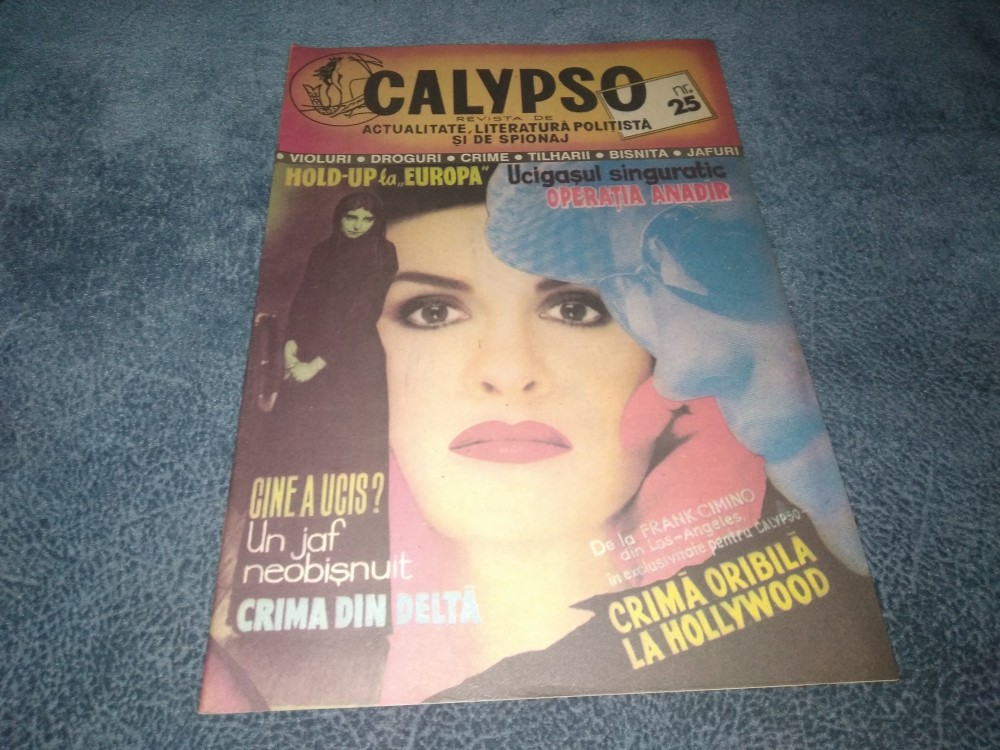 CALYPSO
nr.
25
REVISTA DE
ACTUALITATE, LITERATURĂ POLIȚISTĂ
ȘI DE SPIONAJ
• VIOLURI • DROGURI • CRIME • TILHARII • BISNITA • JAFURI
HOLD-UP la „EUROPA"
Ucigașul singuratic
OPERAȚIA ANADIR
CINE A UCIS?
Un jaf
neobișnuit
CRIMA DIN DELTĂ
De la FRANK CIMINO
din Los-Angeles,
în exclusivitate pentru CALYPSO-
CRIMĂ ORIBILĂ
LA HOLLYWOOD